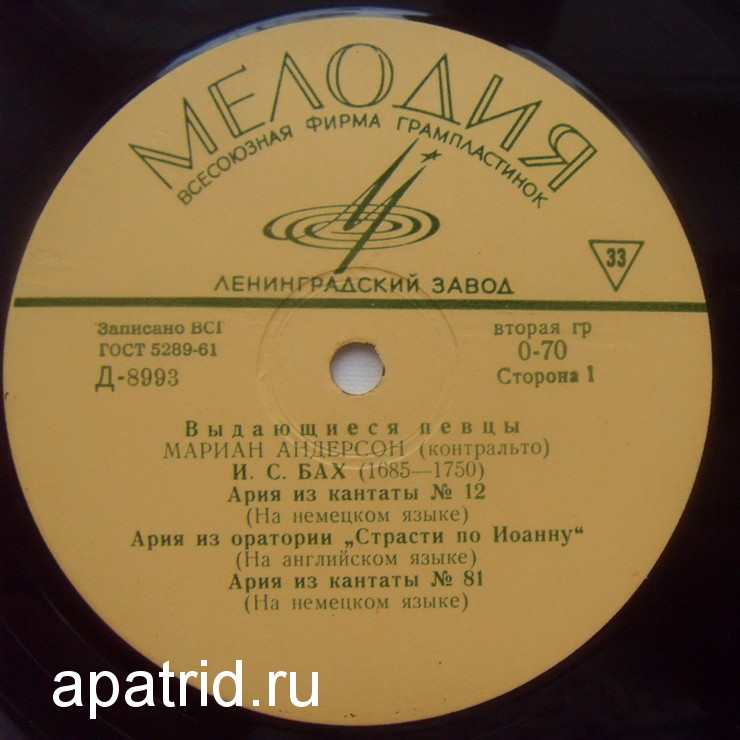 МЕЛОДИЯ
ВСЕСОЮЗНАЯ ФИРМА ГРАМПЛАСТИНОК
33
ЛЕНИНГРАДСКИЙ ЗАВОД
Записано ВСГ
ГОСТ 5289-61
Д-8993
вторая гр
0-70
Сторона 1
Выдающиеся певцы
МАРИАН АНДЕРСОН (контральто)
И. С. БАХ (1685—1750)
Ария из кантаты № 12
(На немецком языке)
Ария из оратории „Страсти по Иоанну“
(На английском языке)
Ария из кантаты № 81
(На немецком языке)
apatrid.ru